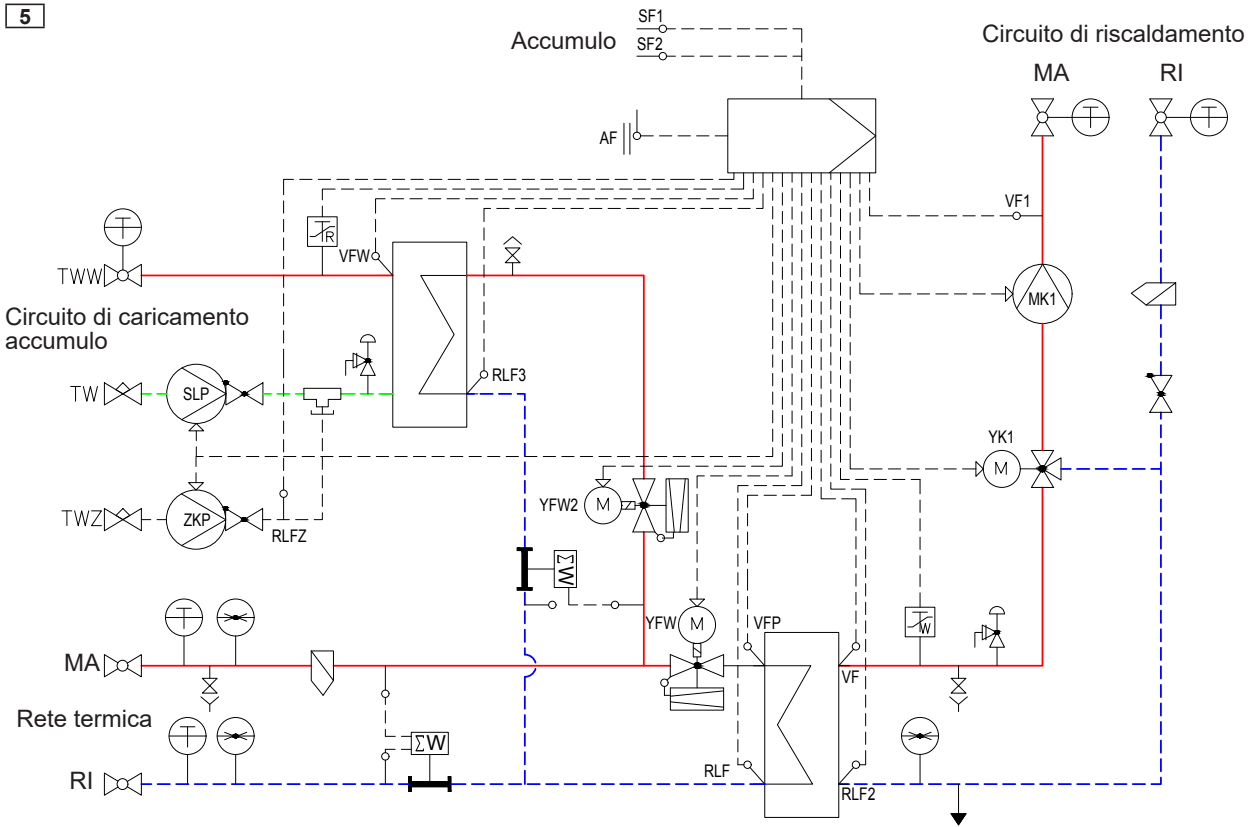 5
SF1
Accumulo
SF2
Circuito di riscaldamento
MA
RI
T
T
AF
VF1
T
R
VFW
T
TWW
MK1
Circuito di caricamento
accumulo
RLF3
TW
SLP
YK1
M
TWZ
ZKP
RLFZ
YFW2
M
ΣW
YFW
M
VFP
W
T
MA
VF
Rete termica
T
ΣW
RI
RLF
RLF2